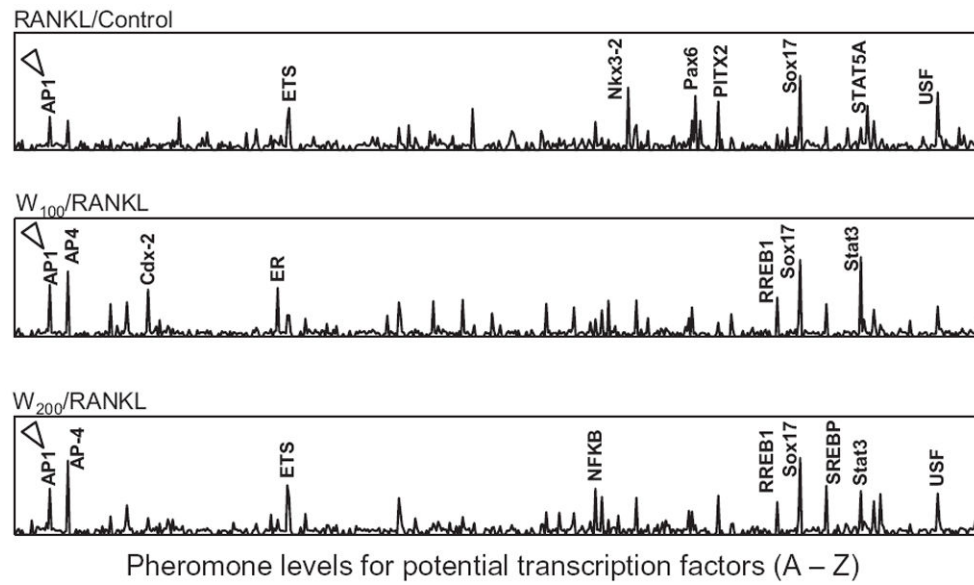 RANKL/Control
AP1 ETS Nkx3-2 Pax6 PITX2 Sox17 STAT5A USF
W100/RANKL
AP1 AP4 Cdx-2 ER RREB1 Sox17 Stat3
W200/RANKL
AP1 AP-4 ETS NFKB RREB1 Sox17 SREBP Stat3 USF
Pheromone levels for potential transcription factors (A – Z)